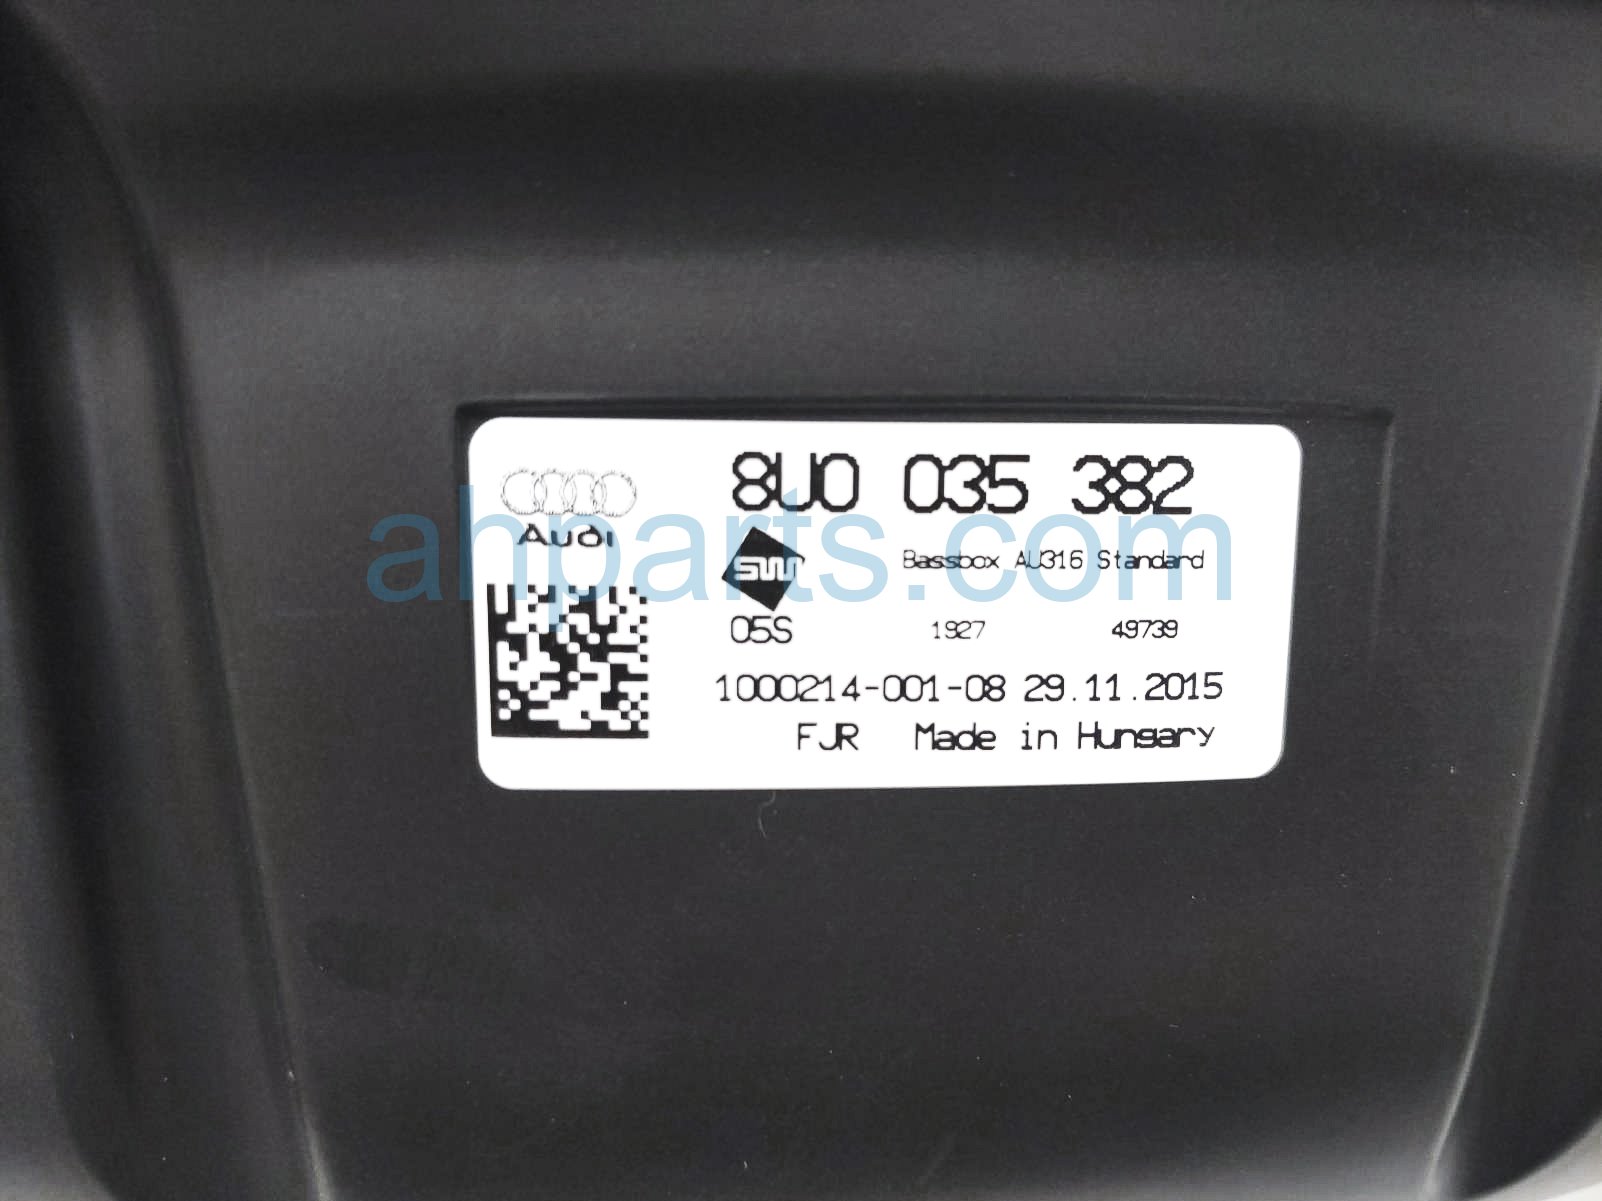 8U0 035 382
Audi
SWS
Bassbox AU316 Standard
05S 1927 49739
1000214-001-08 29.11.2015
FJR Made in Hungary
ahparts.com